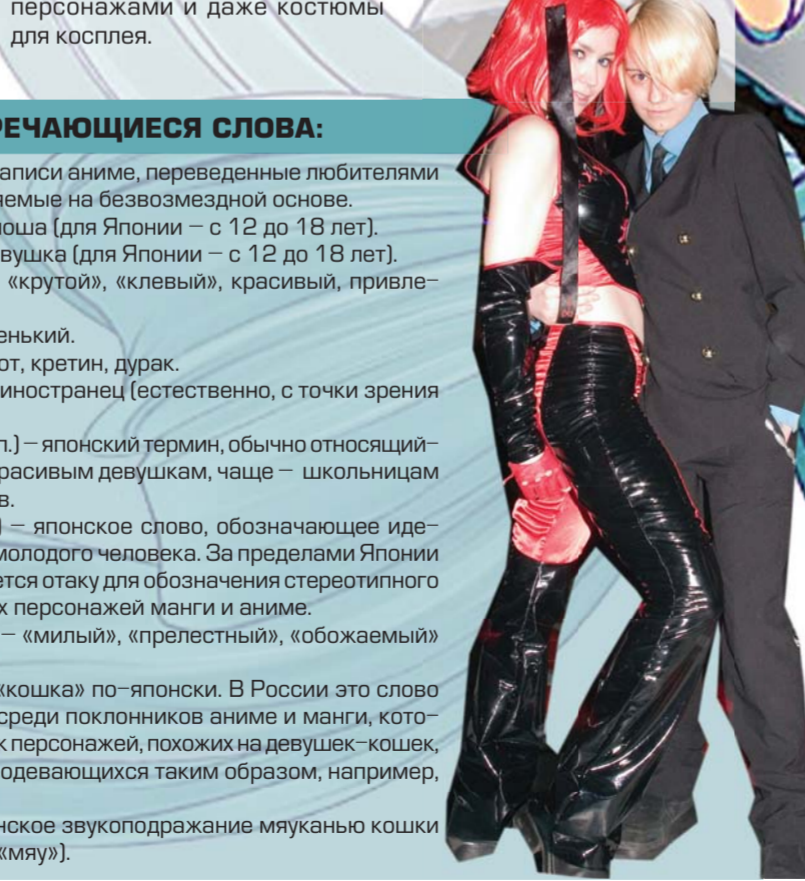 персонажами и даже костюмы
для косплея.
РЕЧАЮЩИЕСЯ СЛОВА:
аписи аниме, переведенные любителями
яемые на безвозмездной основе.
оша (для Японии – с 12 до 18 лет).
вушка (для Японии – с 12 до 18 лет).
«крутой», «клевый», красивый, привле–
енький.
от, кретин, дурак.
иностранец (естественно, с точки зрения
л.) – японский термин, обычно относящий–
расивым девушкам, чаще – школьницам
в.
) – японское слово, обозначающее иде–
молодого человека. За пределами Японии
ется отаку для обозначения стереотипного
х персонажей манги и аниме.
– «милый», «прелестный», «обожаемый»
«кошка» по–японски. В России это слово
среди поклонников аниме и манги, кото–
к персонажей, похожих на девушек–кошек,
одевающихся таким образом, например,
нское звукоподражание мяуканью кошки
«мяу»).